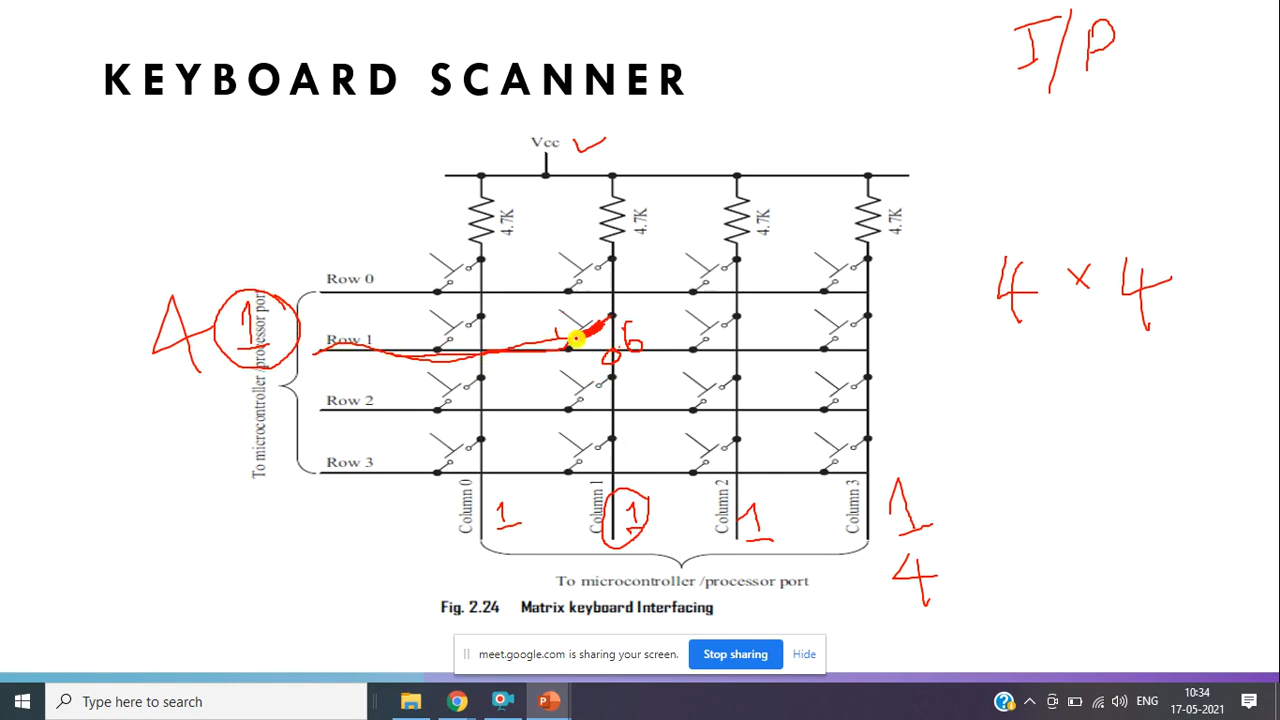 I/P
KEYBOARD SCANNER
Vcc
4.7K 4.7K 4.7K 4.7K
Row 0
4 × 4
4 1
Row 1
Row 2
Row 3
To microcontroller /processor port
Column 0 Column 1 Column 2 Column 3
1 1 1 1
4
To microcontroller /processor port
Fig. 2.24 Matrix keyboard Interfacing
meet.google.com is sharing your screen. Stop sharing Hide
Type here to search
ENG
10:34
17-05-2021